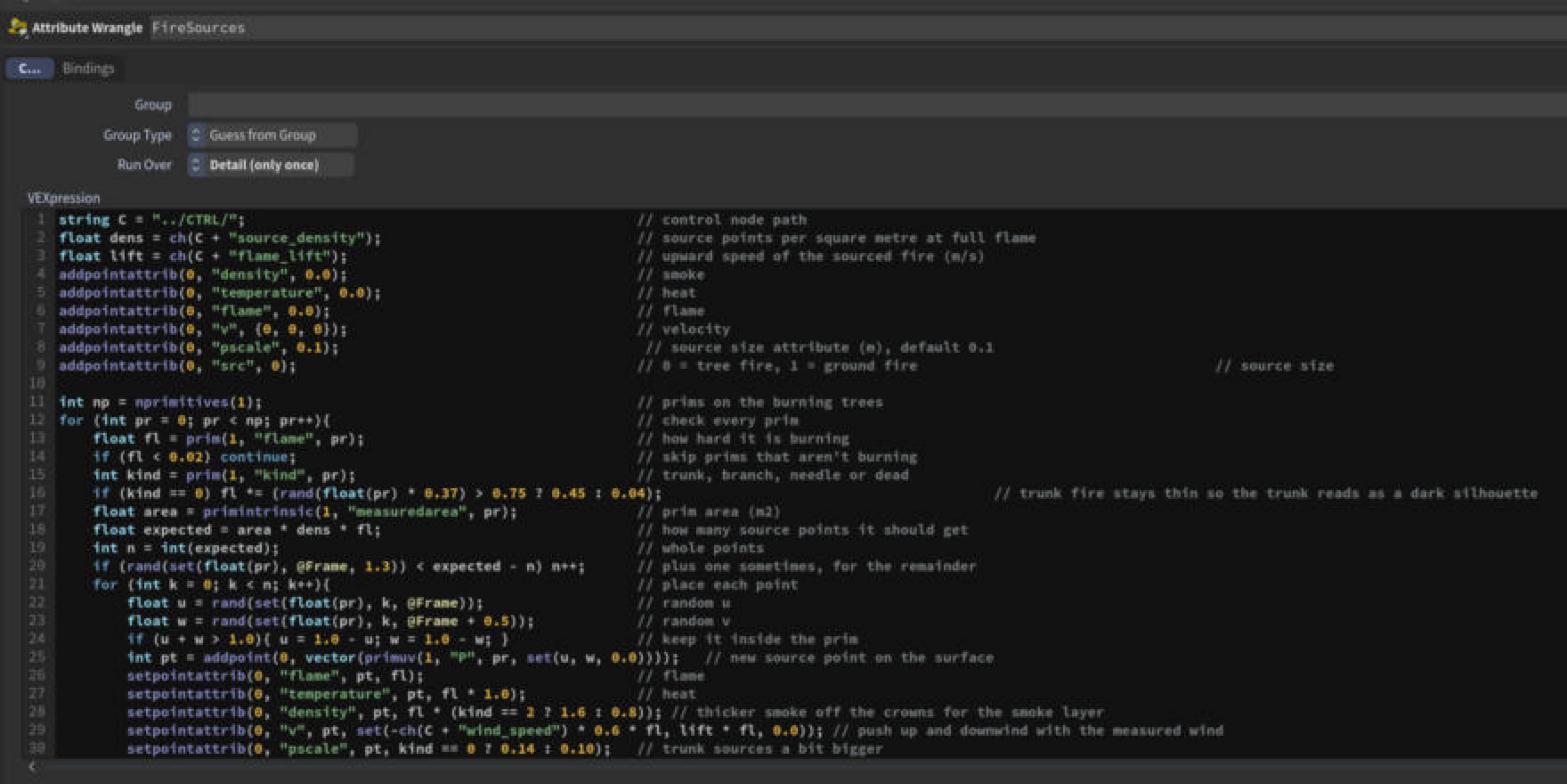 Attribute Wrangle FireSources
C... Bindings
Group
Group Type Guess from Group
Run Over Detail (only once)
VEXpression
1 string C = "../CTRL/"; // control node path
2 float dens = ch(C + "source_density"); // source points per square metre at full flame
3 float lift = ch(C + "flame_lift"); // upward speed of the sourced fire (m/s)
4 addpointattrib(0, "density", 0.0); // smoke
5 addpointattrib(0, "temperature", 0.0); // heat
6 addpointattrib(0, "flame", 0.0); // flame
7 addpointattrib(0, "v", {0, 0, 0}); // velocity
8 addpointattrib(0, "pscale", 0.1); // source size attribute (m), default 0.1
9 addpointattrib(0, "src", 0); // 0 = tree fire, 1 = ground fire // source size
10
11 int np = nprimitives(1); // prims on the burning trees
12 for (int pr = 0; pr < np; pr++){ // check every prim
13 float fl = prim(1, "flame", pr); // how hard it is burning
14 if (fl < 0.02) continue; // skip prims that aren't burning
15 int kind = prim(1, "kind", pr); // trunk, branch, needle or dead
16 if (kind == 0) fl *= (rand(float(pr) * 0.37) > 0.75 ? 0.45 : 0.04); // trunk fire stays thin so the trunk reads as a dark silhouette
17 float area = primintrinsic(1, "measuredarea", pr); // prim area (m2)
18 float expected = area * dens * fl; // how many source points it should get
19 int n = int(expected); // whole points
20 if (rand(set(float(pr), @Frame, 1.3)) < expected - n) n++; // plus one sometimes, for the remainder
21 for (int k = 0; k < n; k++){ // place each point
22 float u = rand(set(float(pr), k, @Frame)); // random u
23 float w = rand(set(float(pr), k, @Frame + 0.5)); // random v
24 if (u + w > 1.0){ u = 1.0 - u; w = 1.0 - w; } // keep it inside the prim
25 int pt = addpoint(0, vector(primuv(1, "P", pr, set(u, w, 0.0)))); // new source point on the surface
26 setpointattrib(0, "flame", pt, fl); // flame
27 setpointattrib(0, "temperature", pt, fl * 1.0); // heat
28 setpointattrib(0, "density", pt, fl * (kind == 2 ? 1.6 : 0.8)); // thicker smoke off the crowns for the smoke layer
29 setpointattrib(0, "v", pt, set(-ch(C + "wind_speed") * 0.6 * fl, lift * fl, 0.0)); // push up and downwind with the measured wind
30 setpointattrib(0, "pscale", pt, kind == 0 ? 0.14 : 0.10); // trunk sources a bit bigger